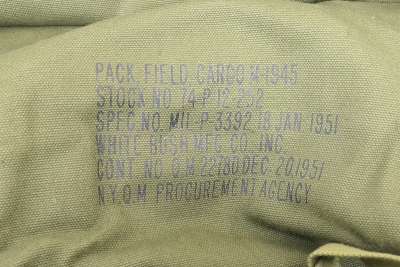 PACK, FIELD, CARGO M-1945
STOCK NO. 74-P-12-292
SPEC. NO. MIL-P-3392 18 JAN 1951
WHITE BUSH MFG CO., INC.
CONT. NO. Q M 22780 DEC. 20, 1951
N.Y.Q.M. PROCUREMENT AGENCY